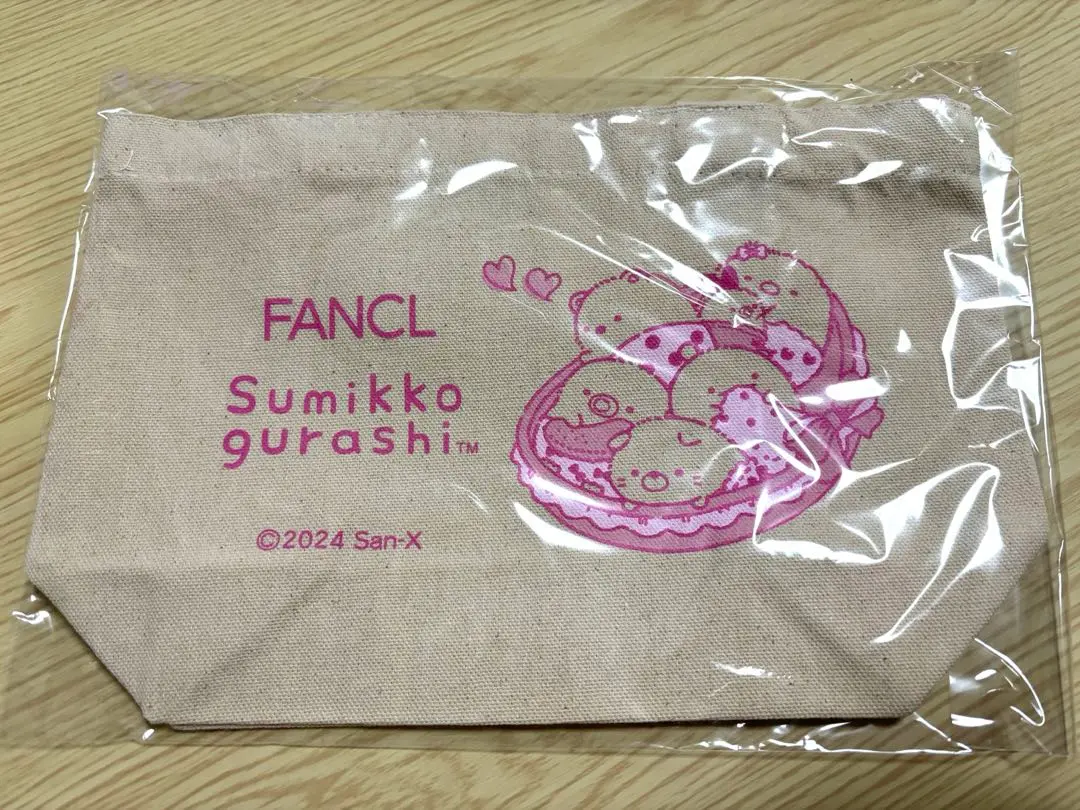 FANCL
Sumikko
gurashi™
©2024 San-X